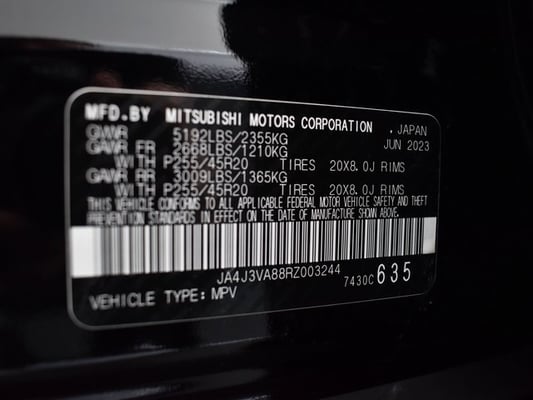 MFD.BY MITSUBISHI MOTORS CORPORATION , JAPAN
GVWR 5192LBS/2355KG JUN 2023
GAWR FR 2668LBS/1210KG
WITH P255/45R20 TIRES 20X8.0J RIMS
GAWR RR 3009LBS/1365KG
WITH P255/45R20 TIRES 20X8.0J RIMS
THIS VEHICLE CONFORMS TO ALL APPLICABLE FEDERAL MOTOR VEHICLE SAFETY AND THEFT
PREVENTION STANDARDS IN EFFECT ON THE DATE OF MANUFACTURE SHOWN ABOVE.
JA4J3VA88RZ003244
7430C 635
VEHICLE TYPE: MPV